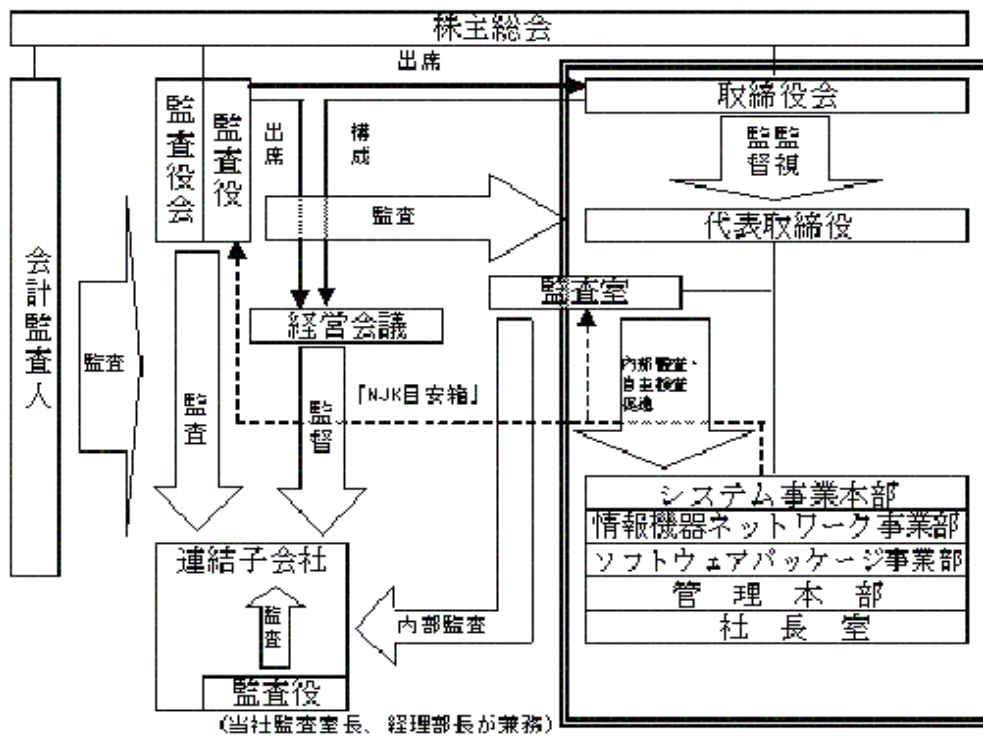 株主総会
出席
取締役会
監査役会
監査役
出席
構成
監督
監視
監査
代表取締役
会計監査人
監査室
経営会議
監査
監査
監督
「NJK目安箱」
内部監査・
自主検査
促進
システム事業本部
情報機器ネットワーク事業部
ソフトウェアパッケージ事業部
管理本部
社長室
連結子会社
監査
内部監査
監査役
(当社監査室長、経理部長が兼務)